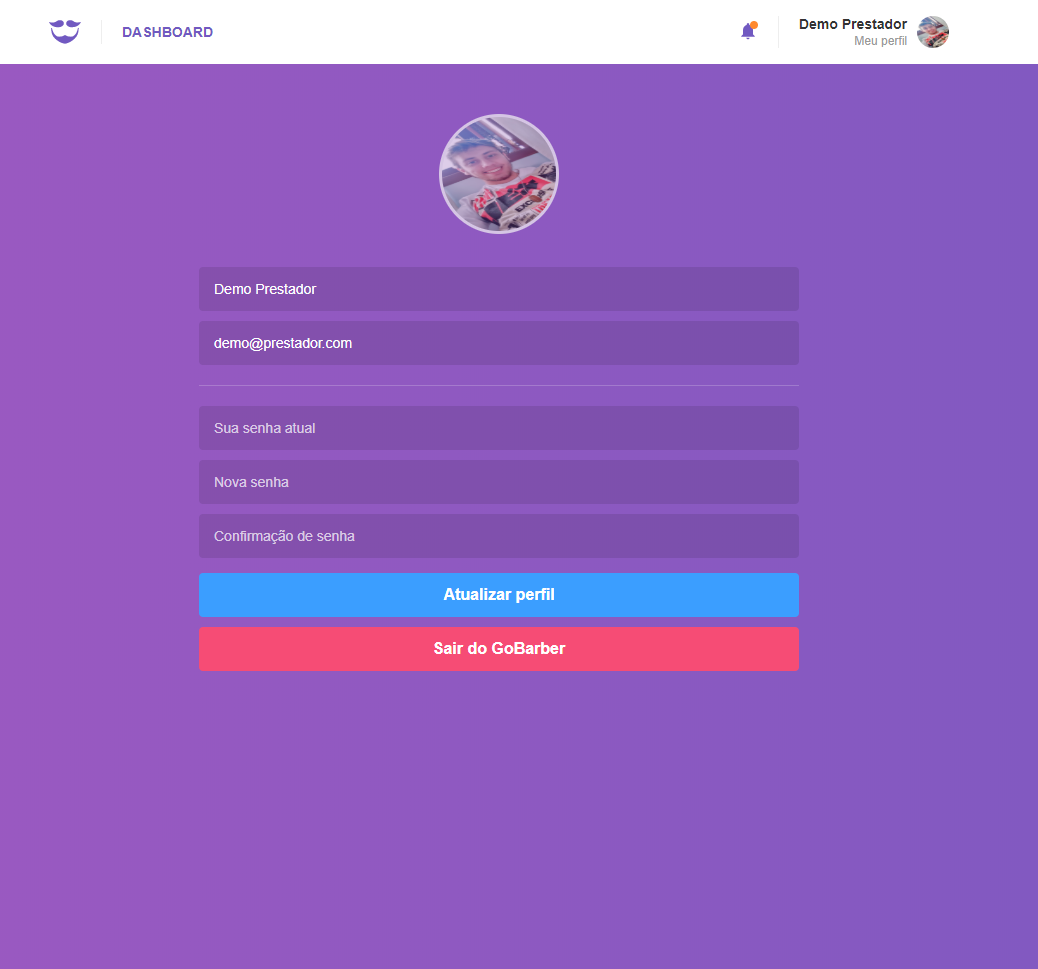 DASHBOARD
Demo Prestador
Meu perfil
Demo Prestador
demo@prestador.com
Sua senha atual
Nova senha
Confirmação de senha
Atualizar perfil
Sair do GoBarber